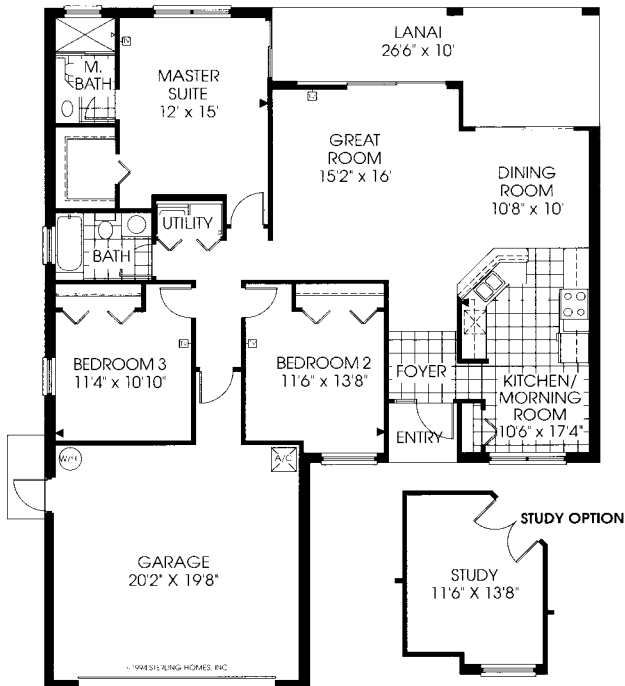 LANAI
26'6" x 10'
M.
BATH
MASTER
SUITE
12' x 15'
GREAT
ROOM
15'2" x 16'
DINING
ROOM
10'8" x 10'
UTILITY
BATH
BEDROOM 3
11'4" x 10'10"
BEDROOM 2
11'6" x 13'8"
FOYER
KITCHEN/
MORNING
ROOM
10'6" x 17'4"
ENTRY
W/H
A/C
GARAGE
20'2" X 19'8"
STUDY OPTION
STUDY
11'6" X 13'8"
©1994 STERLING HOMES, INC